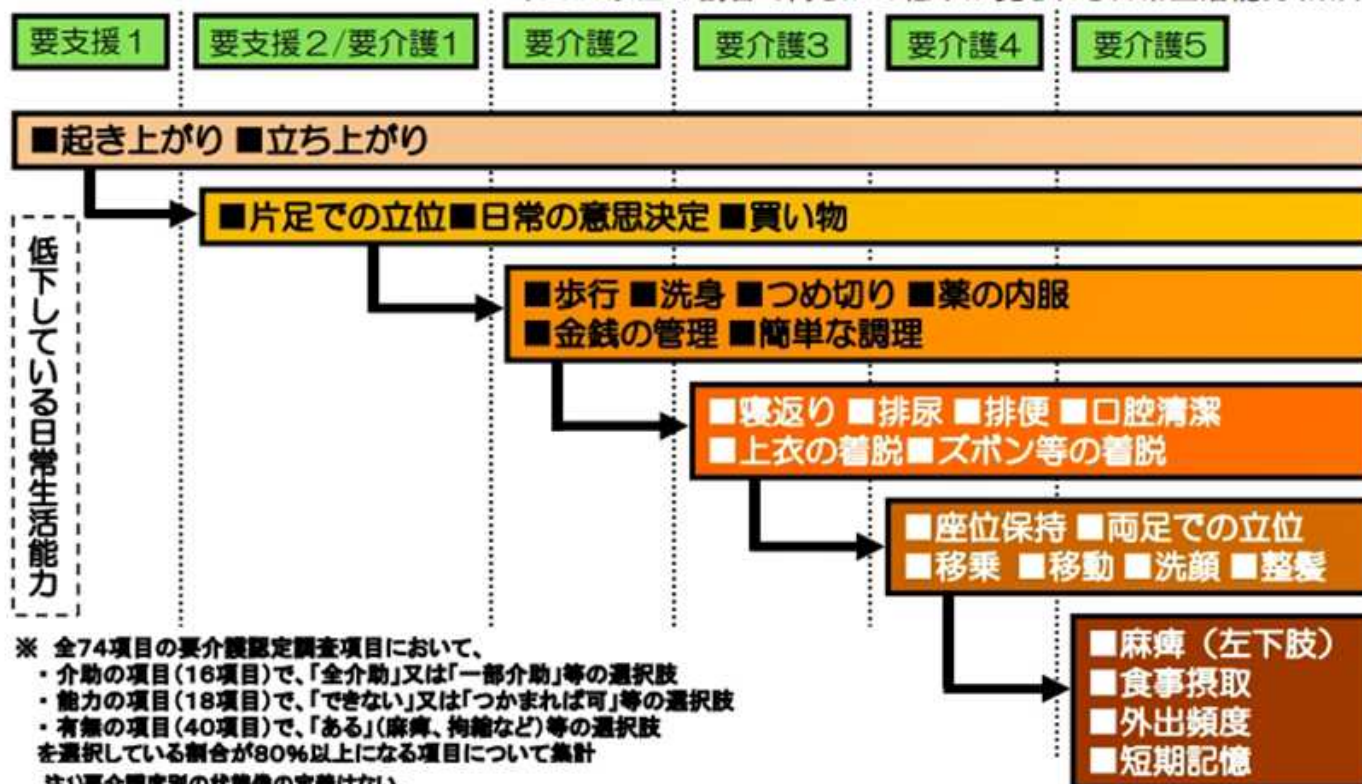 要支援1
要支援2/要介護1
要介護2
要介護3
要介護4
要介護5
■起き上がり ■立ち上がり
■片足での立位■日常の意思決定 ■買い物
■歩行 ■洗身 ■つめ切り ■薬の内服
■金銭の管理 ■簡単な調理
■寝返り ■排尿 ■排便 ■口腔清潔
■上衣の着脱■ズボン等の着脱
■座位保持 ■両足での立位
■移乗 ■移動 ■洗顔 ■整髪
■麻痺（左下肢）
■食事摂取
■外出頻度
■短期記憶
低下している日常生活能力
※ 全74項目の要介護認定調査項目において、
・介助の項目(16項目)で、「全介助」又は「一部介助」等の選択肢
・能力の項目(18項目)で、「できない」又は「つかまれば可」等の選択肢
・有無の項目(40項目)で、「ある」(麻痺、拘縮など)等の選択肢
を選択している割合が80%以上になる項目について集計